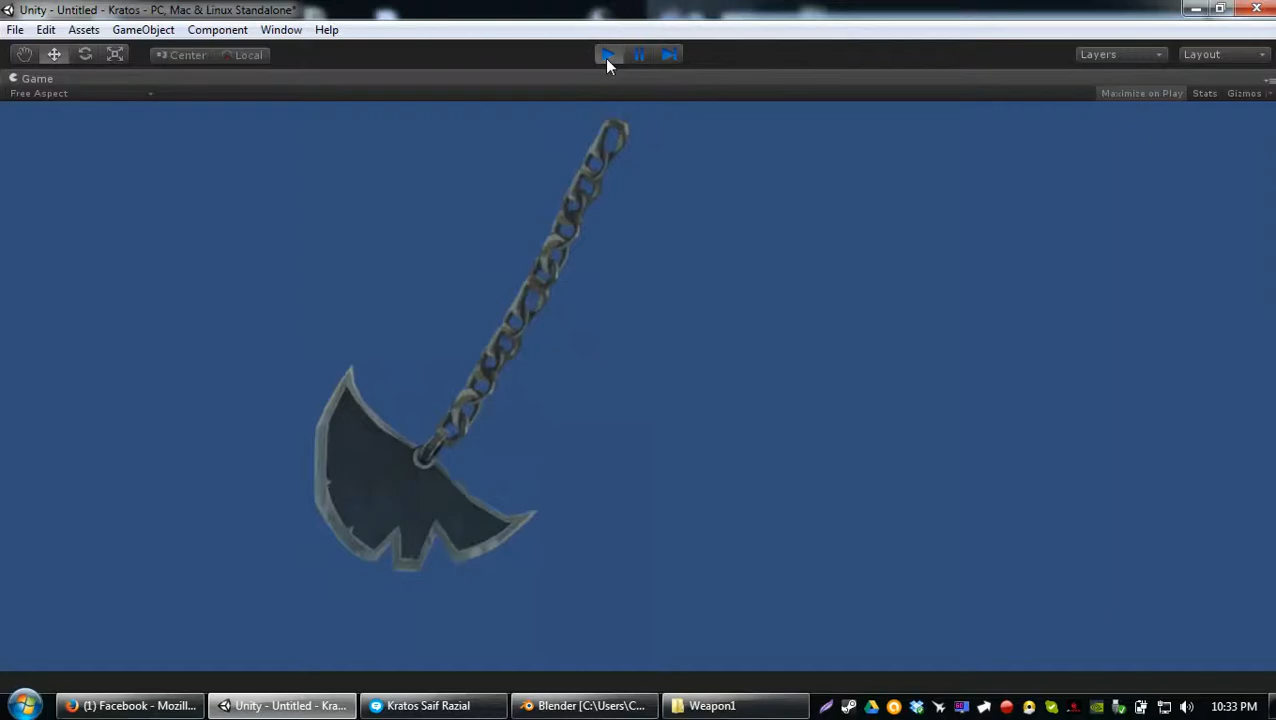 Unity - Untitled - Kratos - PC, Mac & Linux Standalone*
File Edit Assets GameObject Component Window Help
Center Local Layers Layout
Game
Free Aspect Maximize on Play Stats Gizmos
(1) Facebook - Mozill... Unity - Untitled - Kra... Kratos Saif Razial Blender [C:\Users\C... Weapon1 10:33 PM